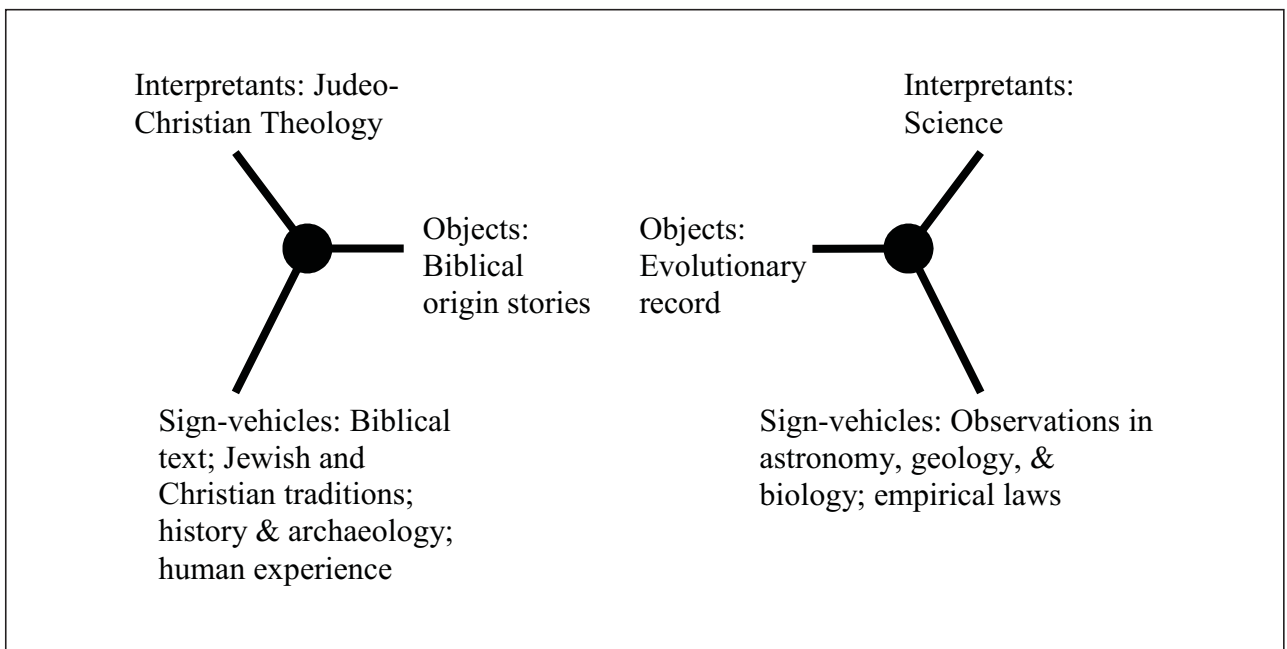 Interpretants: Judeo-
Christian Theology
Interpretants:
Science
Objects:
Biblical
origin stories
Objects:
Evolutionary
record
Sign-vehicles: Biblical
text; Jewish and
Christian traditions;
history & archaeology;
human experience
Sign-vehicles: Observations in
astronomy, geology, &
biology; empirical laws